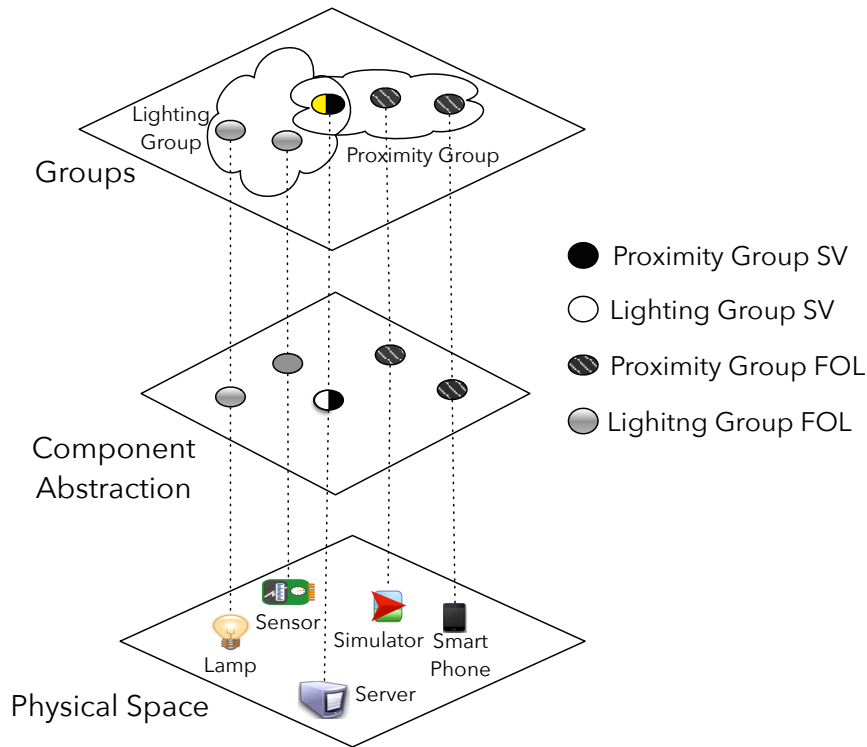 Lighting
Group
Proximity Group
Groups
Proximity Group SV
Lighting Group SV
Proximity Group FOL
Lighitng Group FOL
Component
Abstraction
Sensor
Simulator
Smart
Phone
Lamp
Server
Physical Space